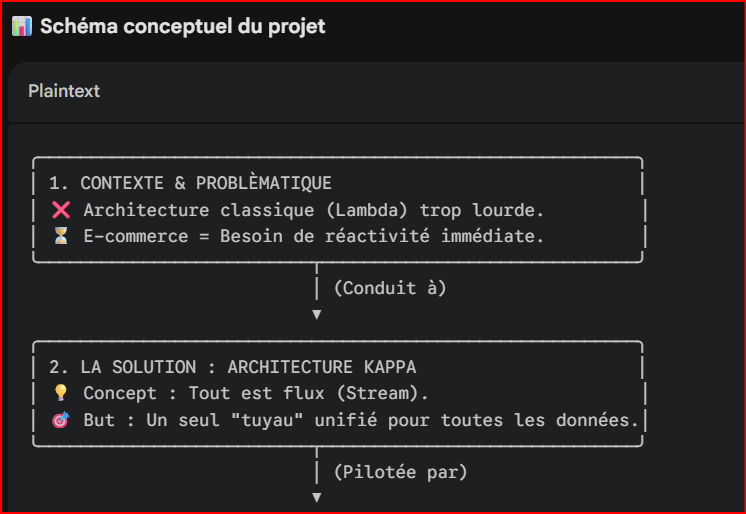 📊 Schéma conceptuel du projet
Plaintext
1. CONTEXTE & PROBLÈMATIQUE
❌ Architecture classique (Lambda) trop lourde.
⏳ E-commerce = Besoin de réactivité immédiate.
(Conduit à)
2. LA SOLUTION : ARCHITECTURE KAPPA
💡 Concept : Tout est flux (Stream).
🎯 But : Un seul "tuyau" unifié pour toutes les données.
(Pilotée par)